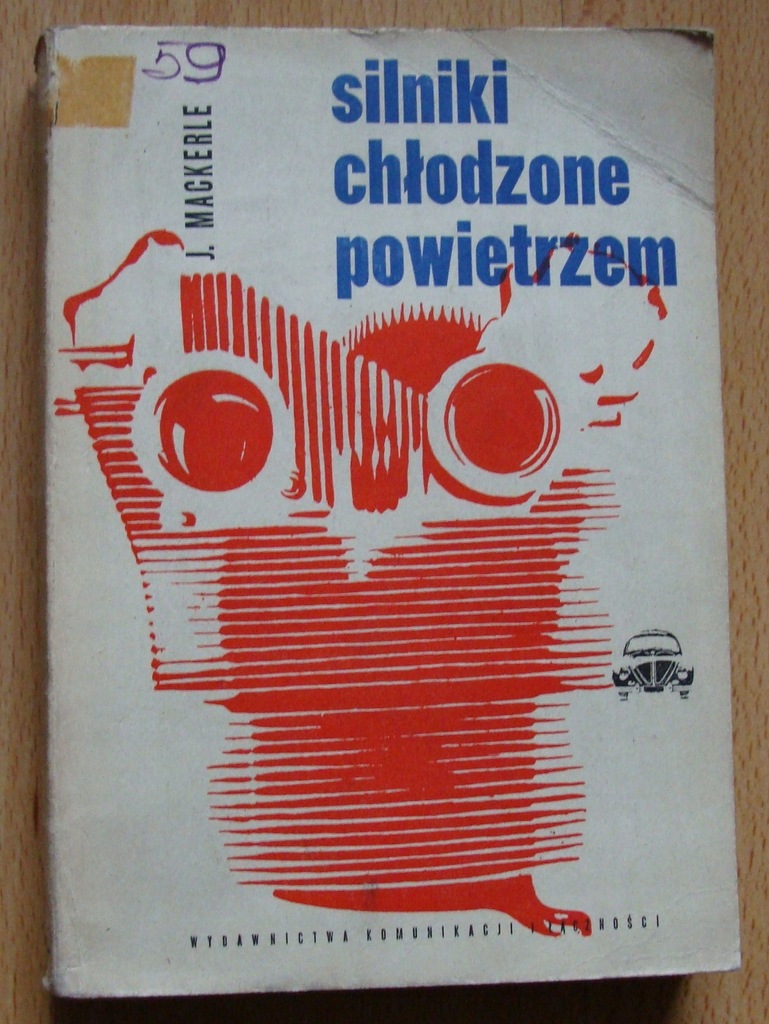 59
J. MACKERLE
silniki
chłodzone
powietrzem
WYDAWNICTWA KOMUNIKACJI I ŁĄCZNOŚCI